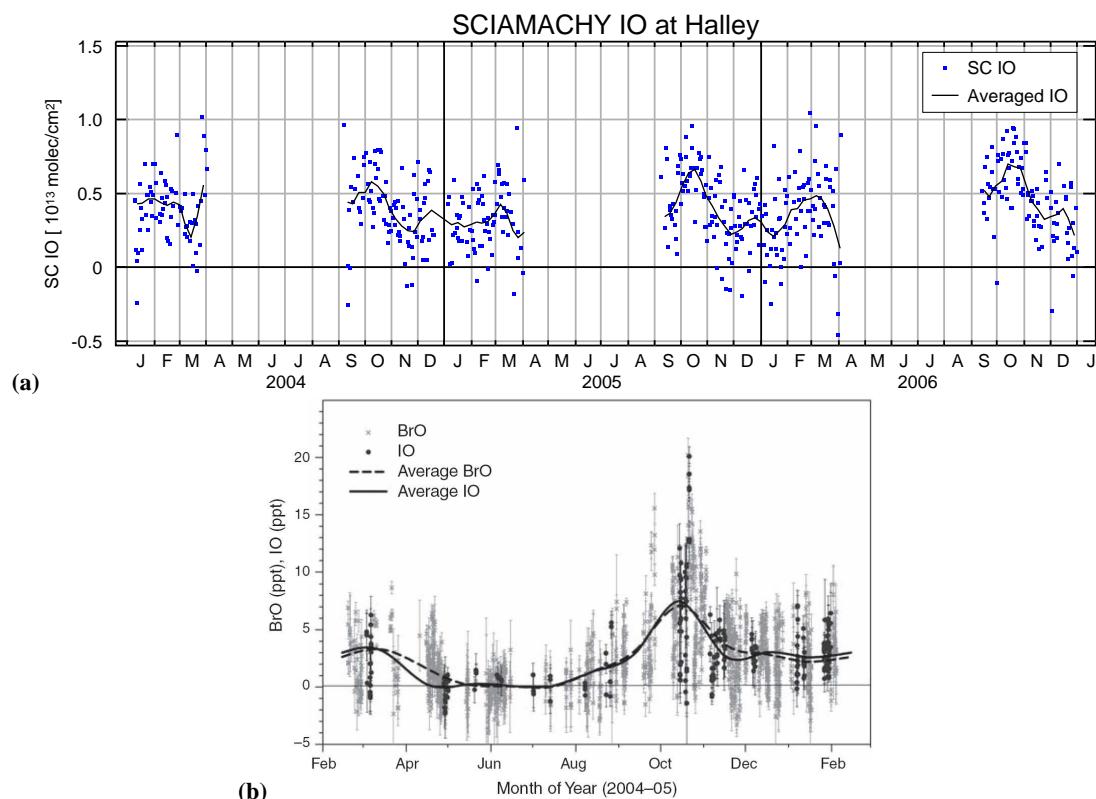 SCIAMACHY IO at Halley
1.5
1.0
0.5
0
-0.5
SC IO [ 10¹³ molec/cm²]
SC IO
Averaged IO
J F M A M J J A S O N D J F M A M J J A S O N D J F M A M J J A S O N D J
2004 2005 2006
(a)
BrO
IO
Average BrO
Average IO
20
15
10
5
0
–5
BrO (ppt), IO (ppt)
Feb Apr Jun Aug Oct Dec Feb
Month of Year (2004–05)
(b)